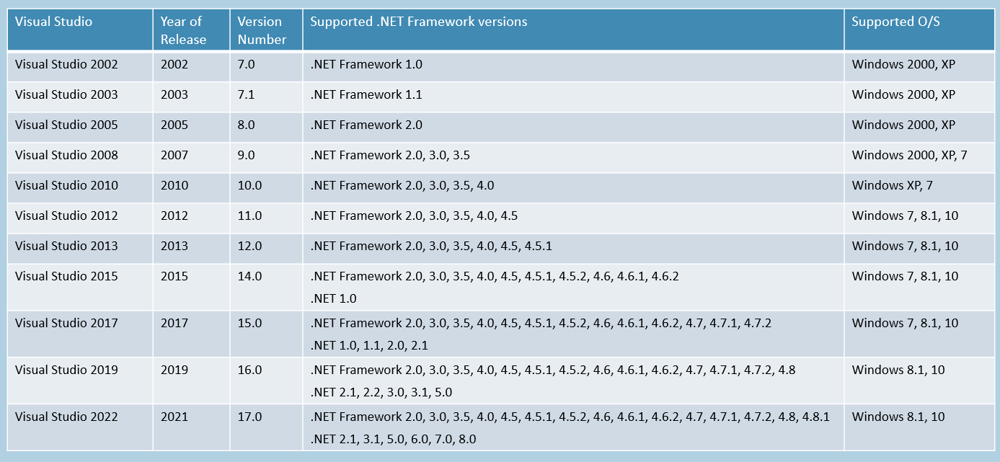 Visual Studio Year of Release Version Number Supported .NET Framework versions Supported O/S
Visual Studio 2002 2002 7.0 .NET Framework 1.0 Windows 2000, XP
Visual Studio 2003 2003 7.1 .NET Framework 1.1 Windows 2000, XP
Visual Studio 2005 2005 8.0 .NET Framework 2.0 Windows 2000, XP
Visual Studio 2008 2007 9.0 .NET Framework 2.0, 3.0, 3.5 Windows 2000, XP, 7
Visual Studio 2010 2010 10.0 .NET Framework 2.0, 3.0, 3.5, 4.0 Windows XP, 7
Visual Studio 2012 2012 11.0 .NET Framework 2.0, 3.0, 3.5, 4.0, 4.5 Windows 7, 8.1, 10
Visual Studio 2013 2013 12.0 .NET Framework 2.0, 3.0, 3.5, 4.0, 4.5, 4.5.1 Windows 7, 8.1, 10
Visual Studio 2015 2015 14.0 .NET Framework 2.0, 3.0, 3.5, 4.0, 4.5, 4.5.1, 4.5.2, 4.6, 4.6.1, 4.6.2 Windows 7, 8.1, 10
.NET 1.0
Visual Studio 2017 2017 15.0 .NET Framework 2.0, 3.0, 3.5, 4.0, 4.5, 4.5.1, 4.5.2, 4.6, 4.6.1, 4.6.2, 4.7, 4.7.1, 4.7.2 Windows 7, 8.1, 10
.NET 1.0, 1.1, 2.0, 2.1
Visual Studio 2019 2019 16.0 .NET Framework 2.0, 3.0, 3.5, 4.0, 4.5, 4.5.1, 4.5.2, 4.6, 4.6.1, 4.6.2, 4.7, 4.7.1, 4.7.2, 4.8 Windows 8.1, 10
.NET 2.1, 2.2, 3.0, 3.1, 5.0
Visual Studio 2022 2021 17.0 .NET Framework 2.0, 3.0, 3.5, 4.0, 4.5, 4.5.1, 4.5.2, 4.6, 4.6.1, 4.6.2, 4.7, 4.7.1, 4.7.2, 4.8, 4.8.1 Windows 8.1, 10
.NET 2.1, 3.1, 5.0, 6.0, 7.0, 8.0